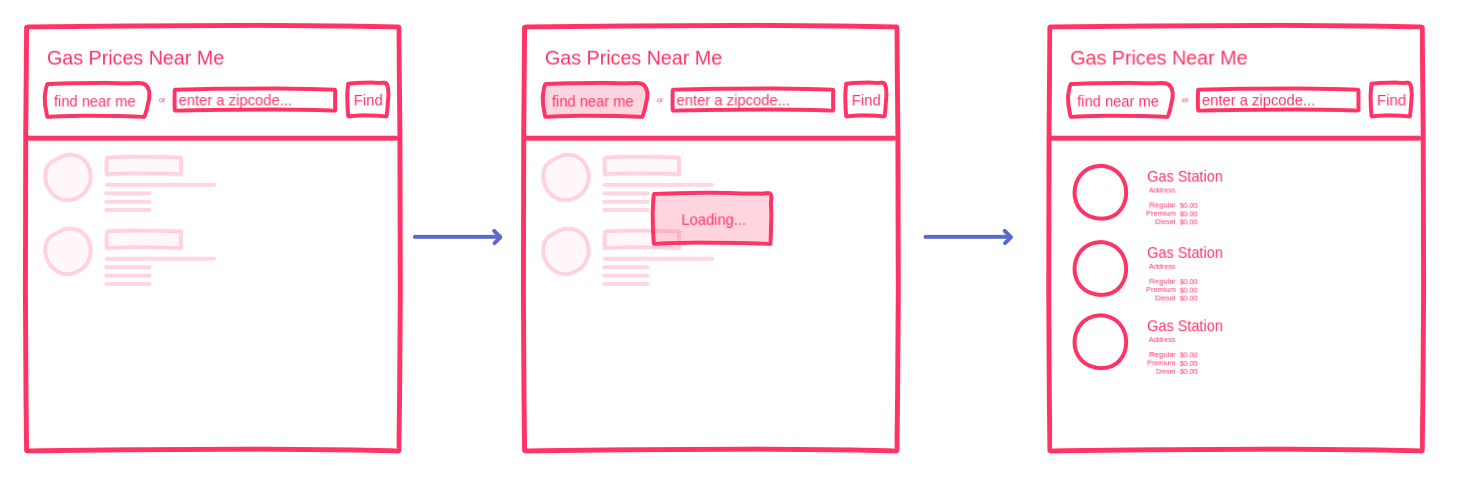 Gas Prices Near Me
find near me or enter a zipcode... Find
Gas Prices Near Me
find near me or enter a zipcode... Find
Loading...
Gas Prices Near Me
find near me or enter a zipcode... Find
Gas Station
Address
Regular $0.00
Premium $0.00
Diesel $0.00
Gas Station
Address
Regular $0.00
Premium $0.00
Diesel $0.00
Gas Station
Address
Regular $0.00
Premium $0.00
Diesel $0.00